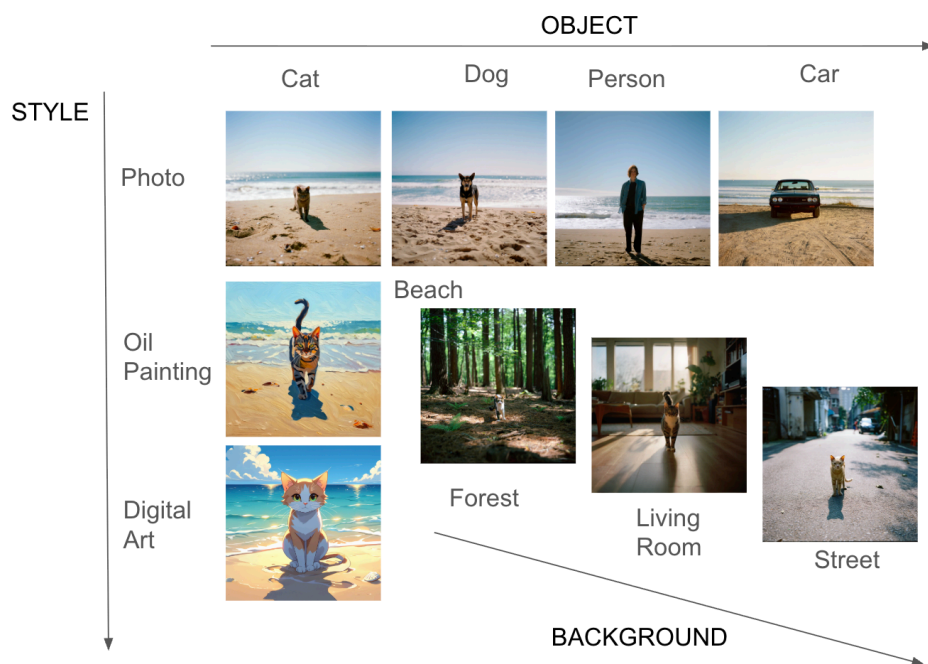 OBJECT
Cat
Dog
Person
Car
STYLE
Photo
Beach
Oil
Painting
Forest
Digital
Art
Living
Room
Street
BACKGROUND